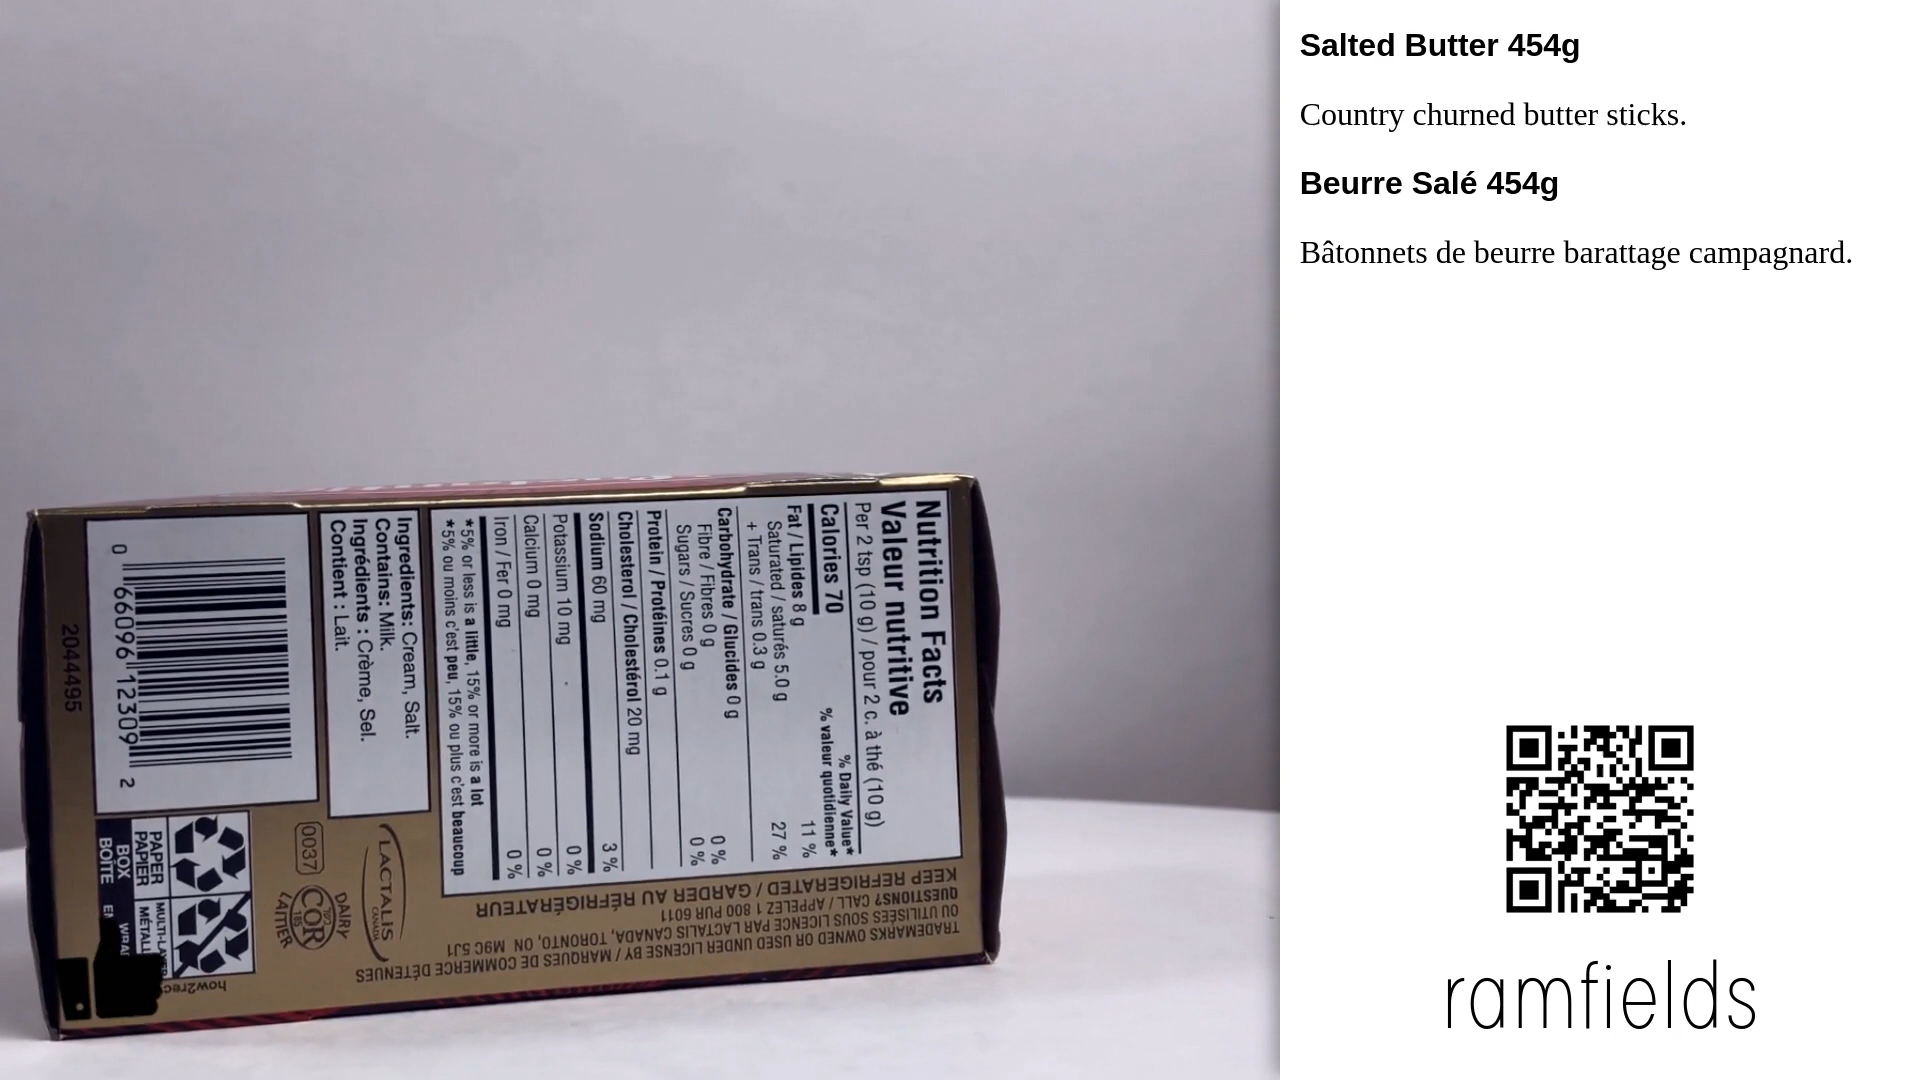 Salted Butter 454g
Country churned butter sticks.
Beurre Salé 454g
Bâtonnets de beurre barattage campagnard.
ramfields
Nutrition Facts
Valeur nutritive
Per 2 tsp (10 g) / pour 2 c. à thé (10 g)
% Daily Value*
Calories 70 % valeur quotidienne*
Fat / Lipides 8 g 11 %
Saturated / saturés 5.0 g
+ Trans / trans 0.3 g 27 %
Carbohydrate / Glucides 0 g
Fibre / Fibres 0 g 0 %
Sugars / Sucres 0 g 0 %
Protein / Protéines 0.1 g
Cholesterol / Cholestérol 20 mg
Sodium 60 mg 3 %
Potassium 10 mg 0 %
Calcium 0 mg 0 %
Iron / Fer 0 mg 0 %
*5% or less is a little, 15% or more is a lot
*5% ou moins c'est peu, 15% ou plus c'est beaucoup
Ingredients: Cream, Salt.
Contains: Milk.
Ingrédients : Crème, Sel.
Contient : Lait.
0 66096 12309 2
2044495
TRADEMARKS OWNED OR USED UNDER LICENSE BY / MARQUES DE COMMERCE DÉTENUES
OU UTILISÉES SOUS LICENCE PAR LACTALIS CANADA, TORONTO, ON M9C 5J1
QUESTIONS? CALL / APPELEZ 1 800 PUR 6011
KEEP REFRIGERATED / GARDER AU RÉFRIGÉRATEUR
LACTALIS
CANADA
0037
COR
185
DAIRY
LAITIER
PAPER
PAPIER
BOX
BOÎTE
MÉTALL